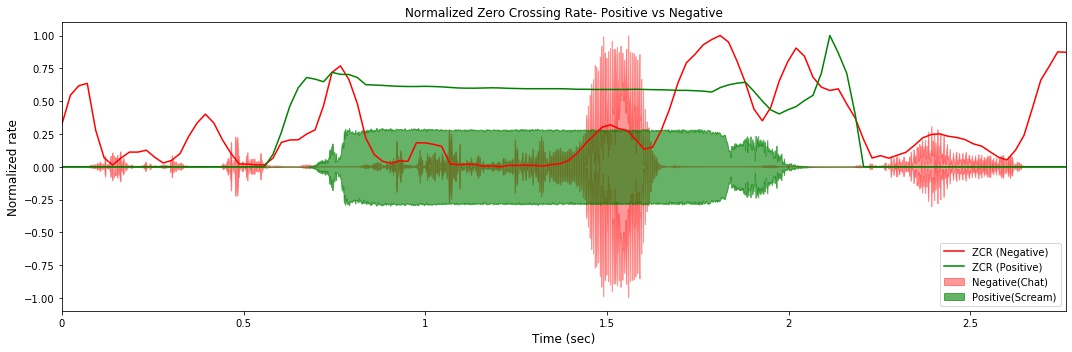 Normalized Zero Crossing Rate- Positive vs Negative
Normalized rate
1.00
0.75
0.50
0.25
0.00
−0.25
−0.50
−0.75
−1.00
ZCR (Negative)
ZCR (Positive)
Negative(Chat)
Positive(Scream)
0 0.5 1 1.5 2 2.5
Time (sec)